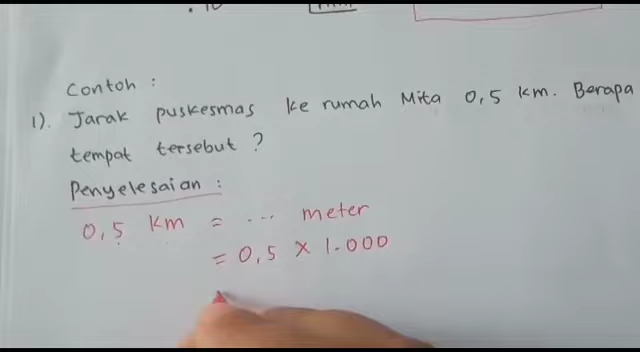 Contoh :
1). Jarak puskesmas ke rumah Mita 0,5 km. Berapa
tempat tersebut ?
Penyelesaian :
0,5 km = ... meter
= 0,5 × 1.000